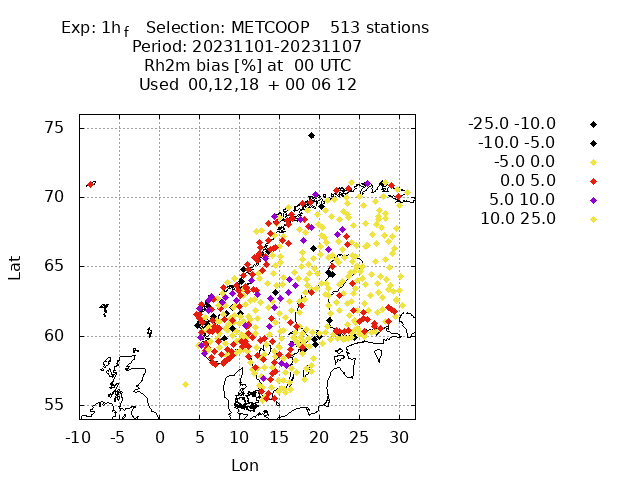 Exp: 1h f   Selection: METCOOP    513 stations
Period: 20231101-20231107
Rh2m bias [%] at  00 UTC
Used  00,12,18  + 00 06 12
-25.0 -10.0
-10.0 -5.0
-5.0 0.0
0.0 5.0
5.0 10.0
10.0 25.0
75
70
65
60
55
Lat
-10 -5 0 5 10 15 20 25 30
Lon